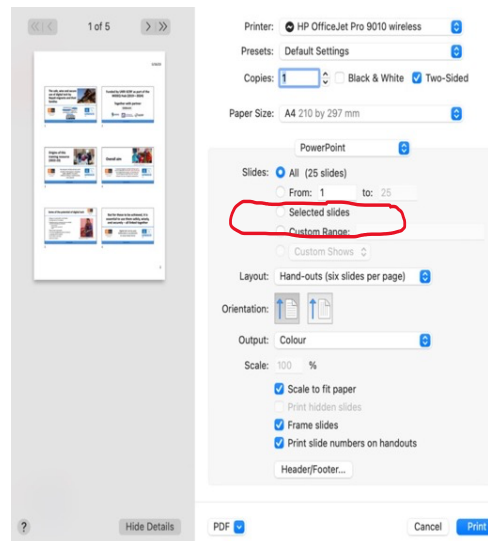 1 of 5
Printer: HP OfficeJet Pro 9010 wireless
Presets: Default Settings
Copies: 1 Black & White Two-Sided
Paper Size: A4 210 by 297 mm
PowerPoint
Slides: All (25 slides)
From: 1 to: 25
Selected slides
Custom Range:
Custom Shows
Layout: Hand-outs (six slides per page)
Orientation:
Output: Colour
Scale: 100 %
Scale to fit paper
Print hidden slides
Frame slides
Print slide numbers on handouts
Header/Footer...
? Hide Details PDF Cancel Print